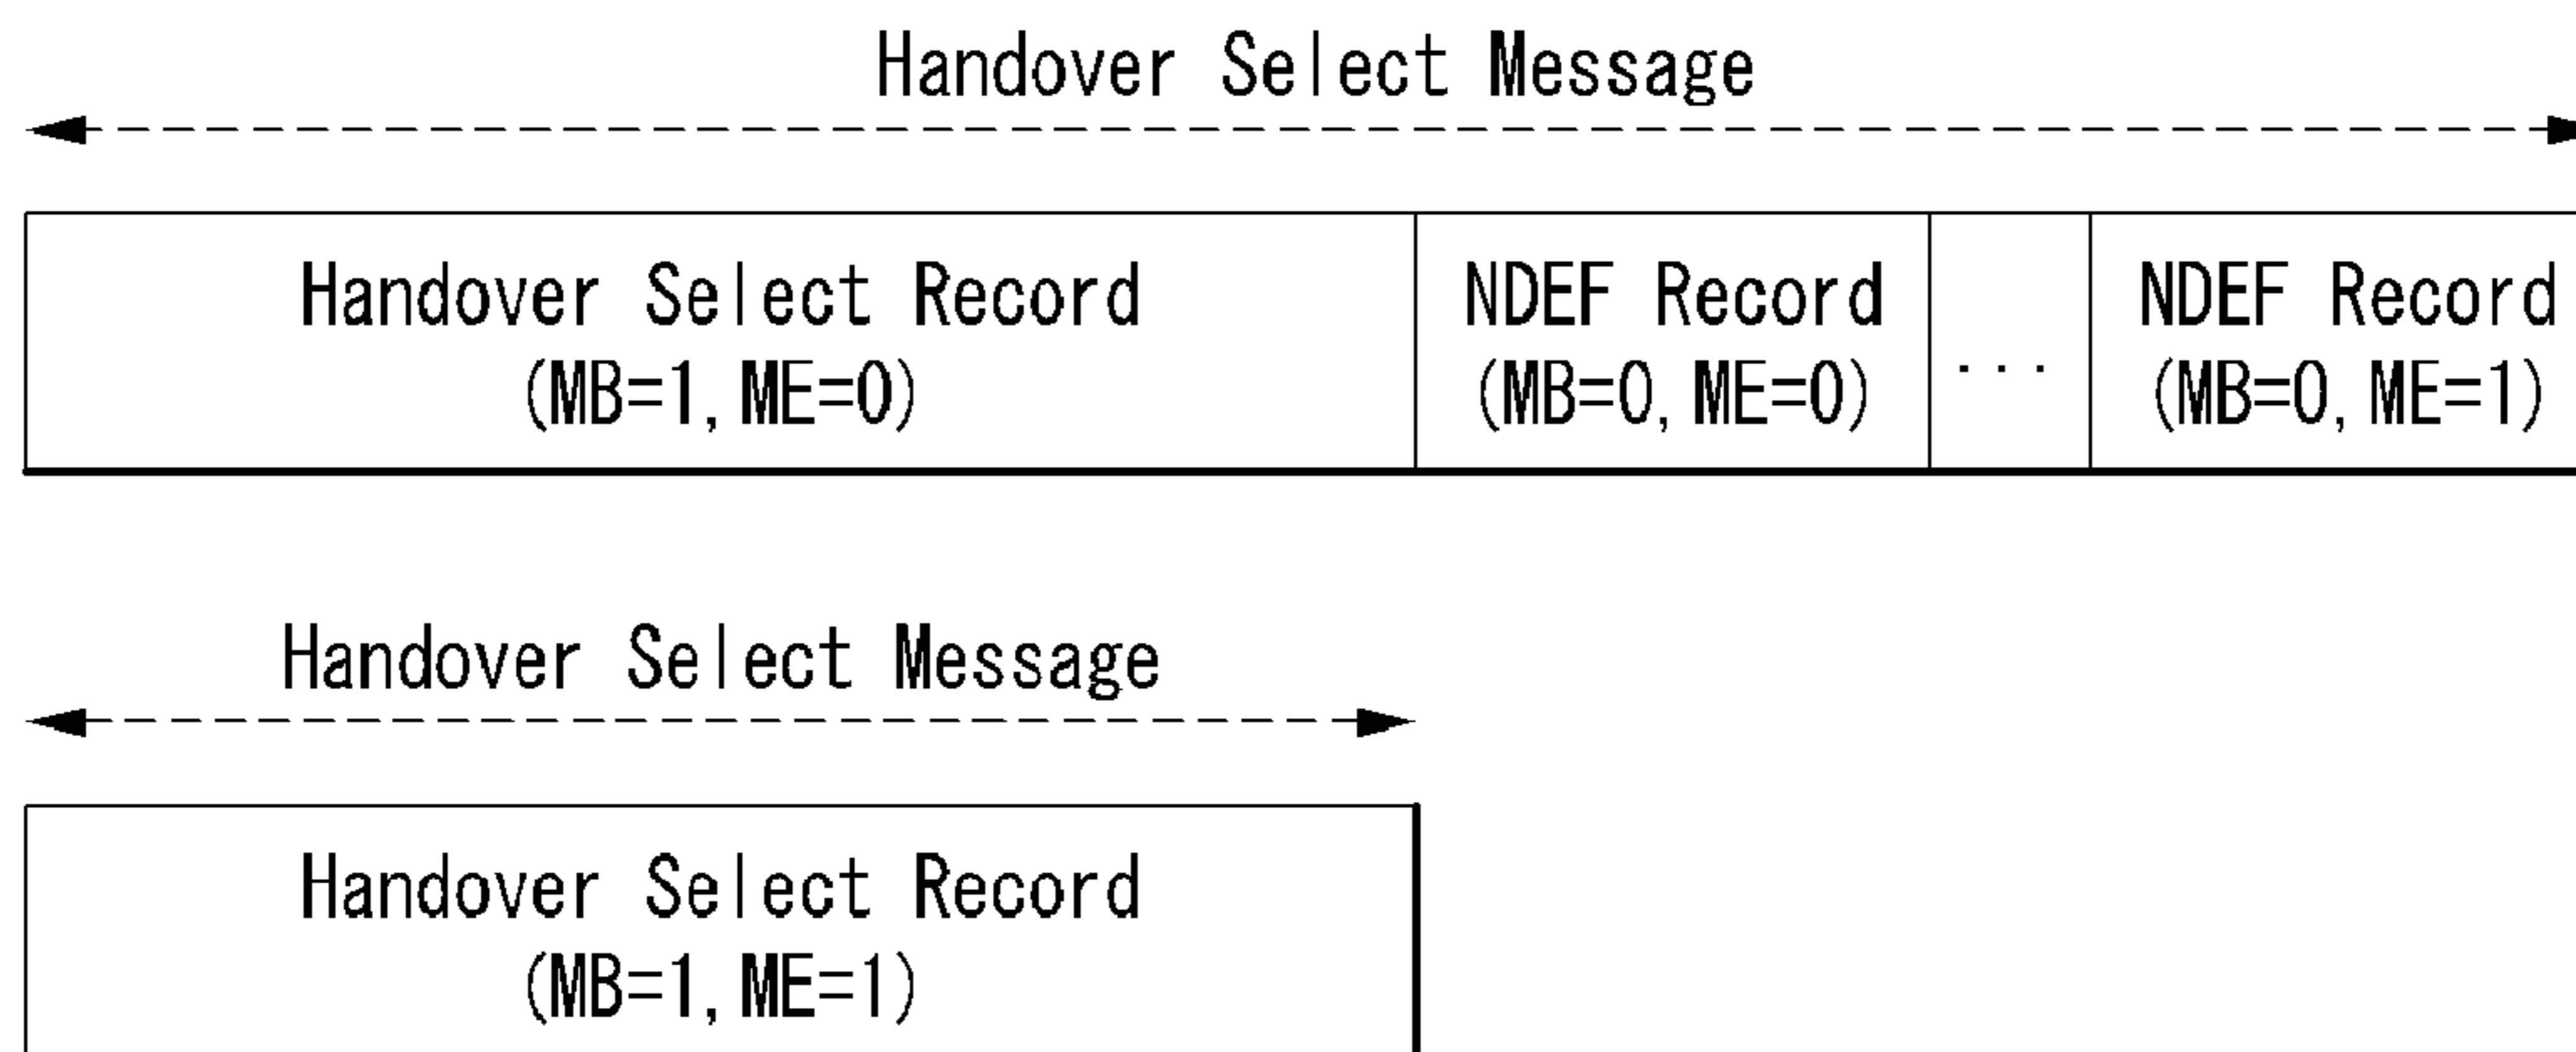 Handover Select Message
Handover Select Record NDEF Record NDEF Record
(MB=1, ME=0) (MB=0, ME=0) ... (MB=0, ME=1)
Handover Select Message
Handover Select Record
(MB=1, ME=1)